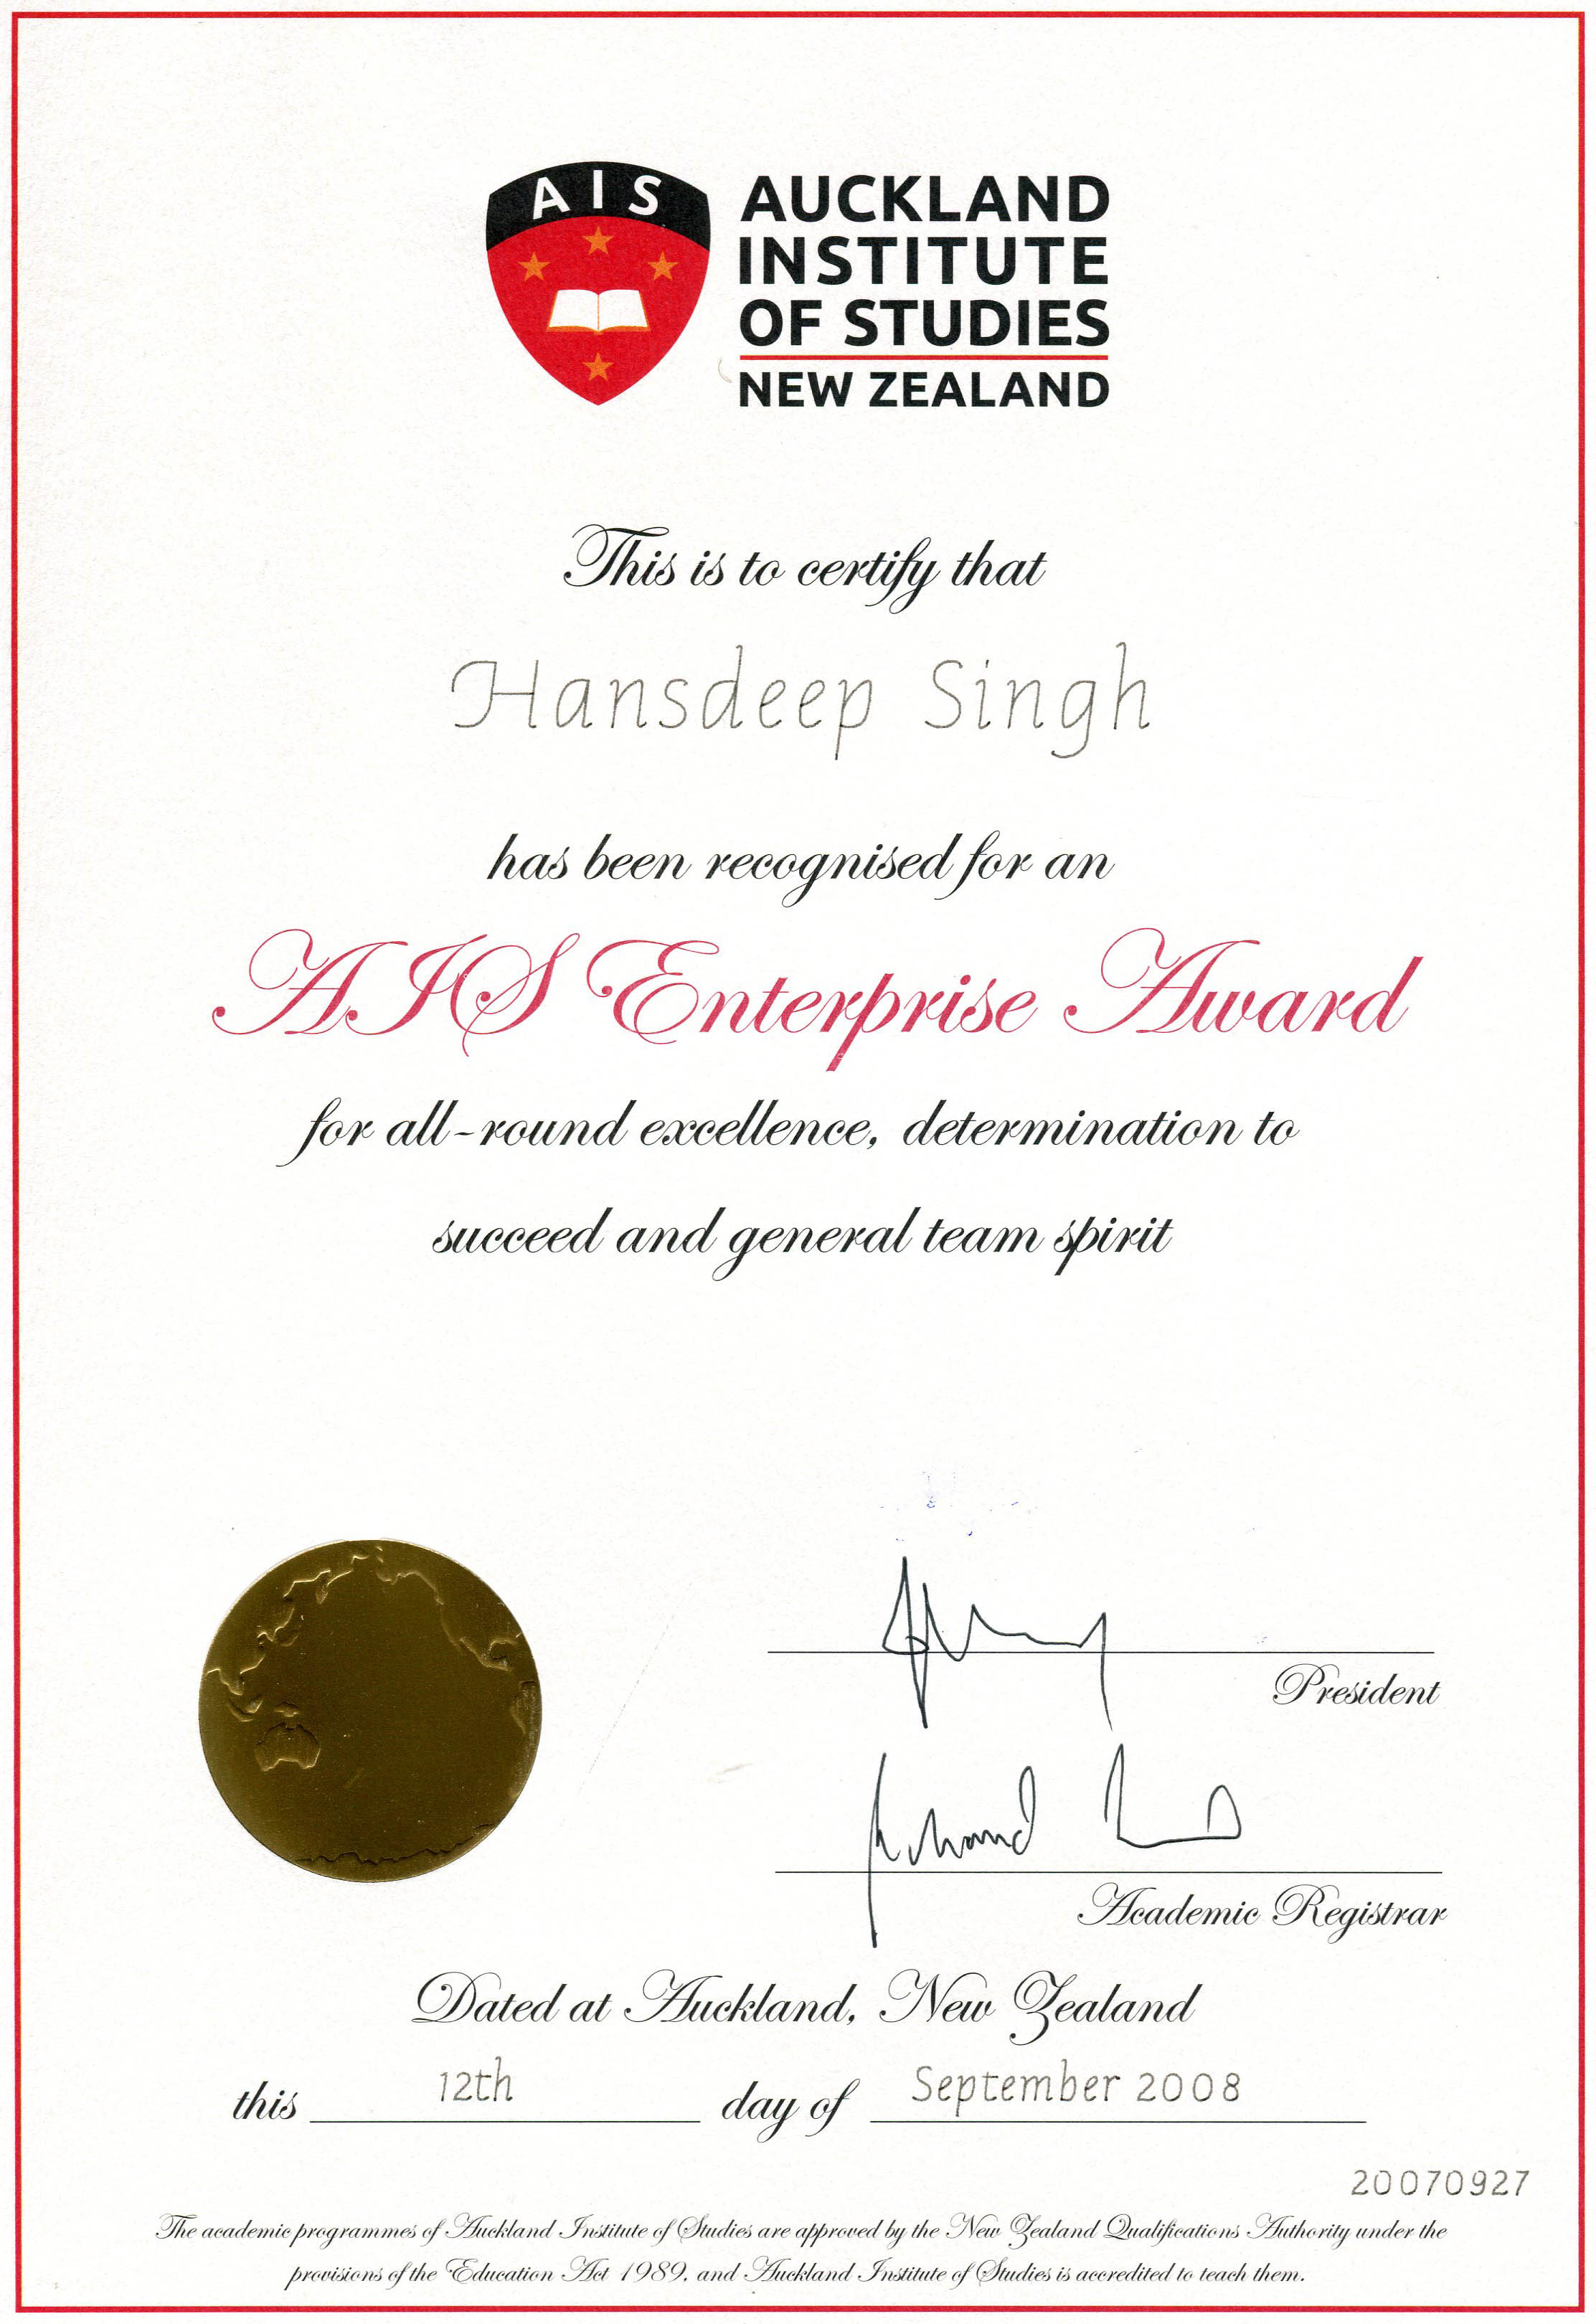 AIS
AUCKLAND
INSTITUTE
OF STUDIES
NEW ZEALAND
This is to certify that
Hansdeep Singh
has been recognised for an
AIS Enterprise Award
for all-round excellence, determination to
succeed and general team spirit
President
Academic Registrar
Dated at Auckland, New Zealand
this 12th day of September 2008
20070927
The academic programmes of Auckland Institute of Studies are approved by the New Zealand Qualifications Authority under the
provisions of the Education Act 1989, and Auckland Institute of Studies is accredited to teach them.